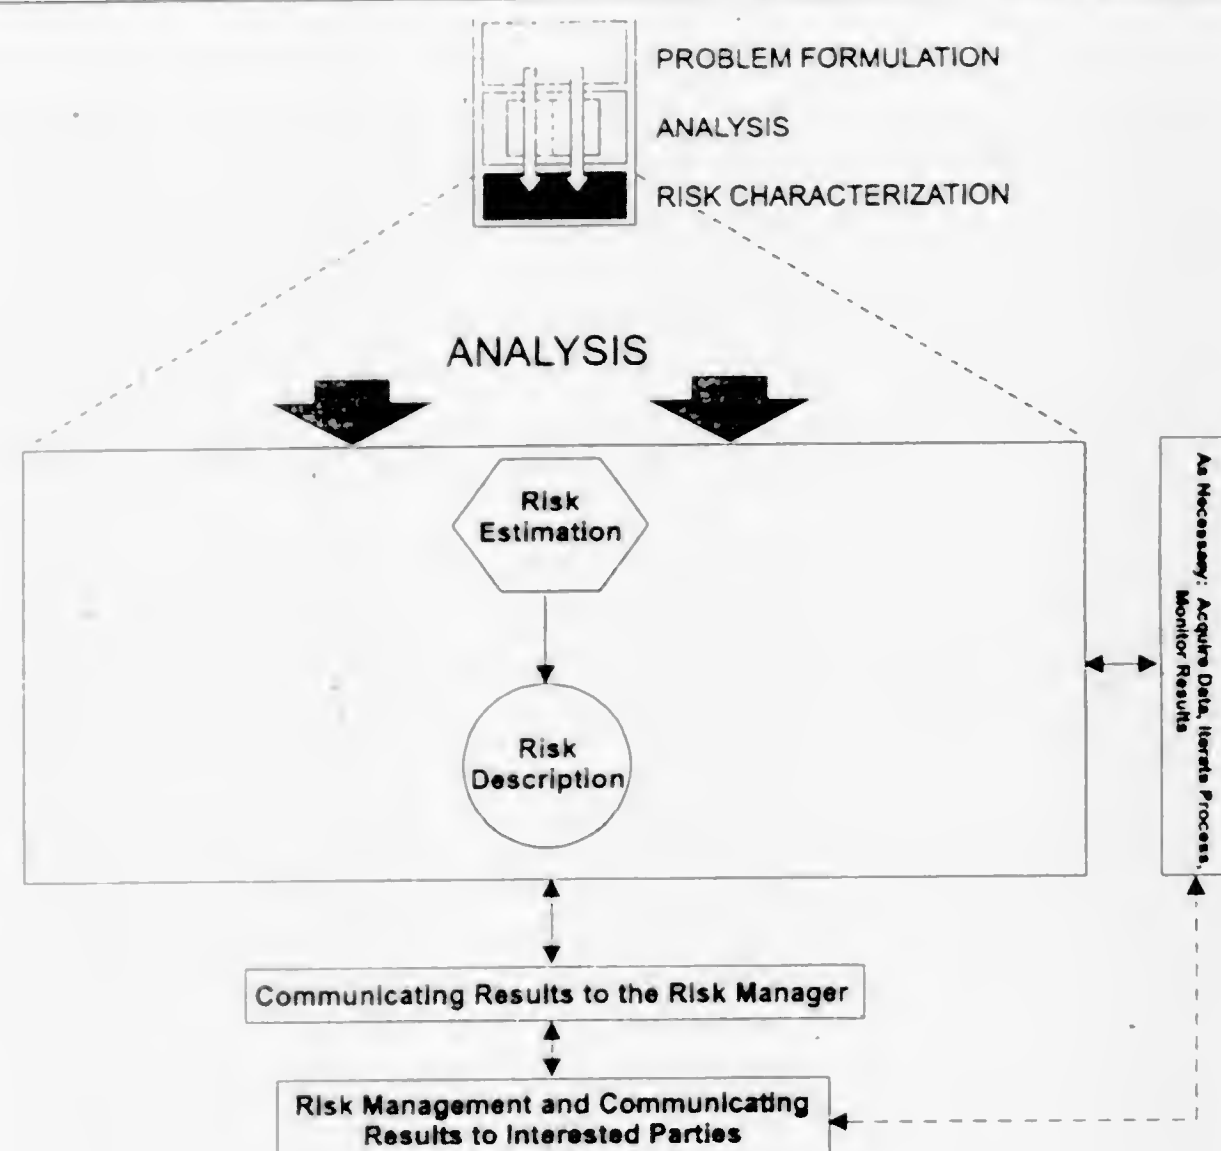 PROBLEM FORMULATION
ANALYSIS
RISK CHARACTERIZATION
ANALYSIS
Risk
Estimation
Risk
Description
As Necessary: Acquire Data, Iterate Process,
Monitor Results
Communicating Results to the Risk Manager
Risk Management and Communicating
Results to Interested Parties